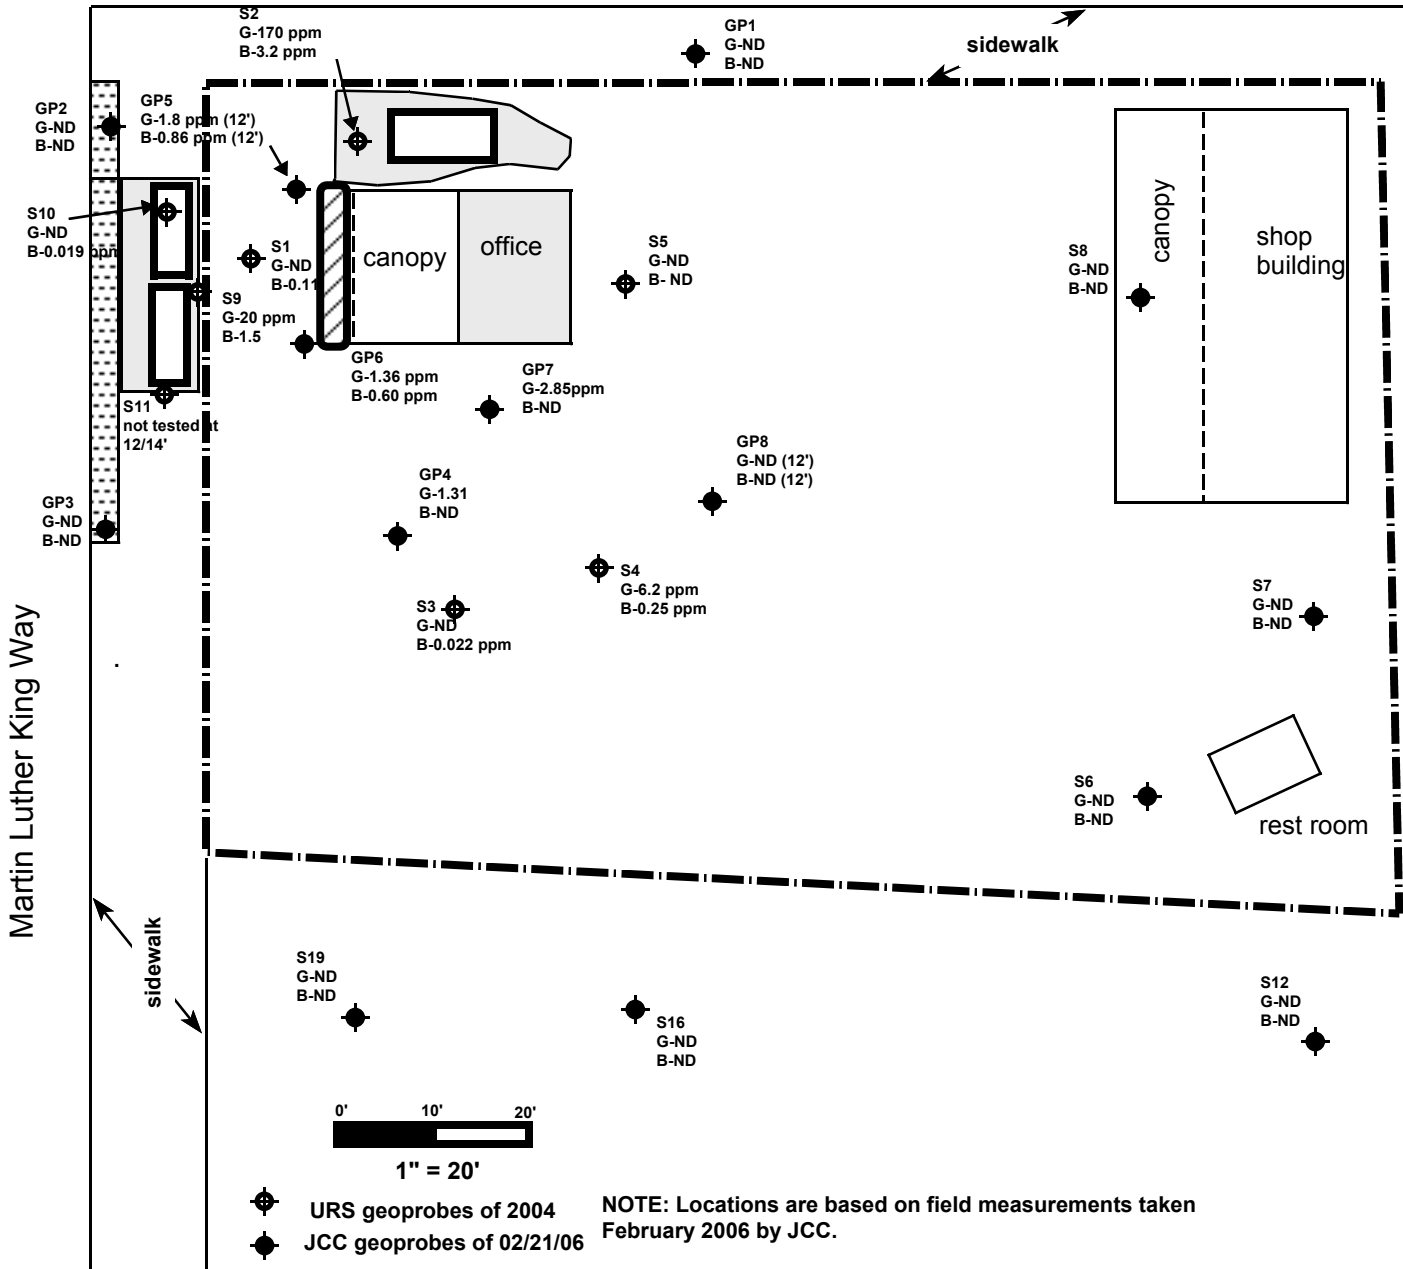 S2
G-170 ppm
B-3.2 ppm
GP1
G-ND
B-ND
sidewalk
GP2
G-ND
B-ND
GP5
G-1.8 ppm (12')
B-0.86 ppm (12')
S10
G-ND
B-0.019 ppm
S1
G-ND
B-0.11
canopy
office
S5
G-ND
B- ND
S8
G-ND
B-ND
canopy
shop
building
S9
G-20 ppm
B-1.5
GP6
G-1.36 ppm
B-0.60 ppm
GP7
G-2.85ppm
B-ND
S11
not tested at
12/14'
GP8
G-ND (12')
B-ND (12')
GP4
G-1.31
B-ND
GP3
G-ND
B-ND
S4
G-6.2 ppm
B-0.25 ppm
S3
G-ND
B-0.022 ppm
S7
G-ND
B-ND
Martin Luther King Way
S6
G-ND
B-ND
rest room
sidewalk
S19
G-ND
B-ND
S16
G-ND
B-ND
S12
G-ND
B-ND
0' 10' 20'
1" = 20'
URS geoprobes of 2004
JCC geoprobes of 02/21/06
NOTE: Locations are based on field measurements taken
February 2006 by JCC.